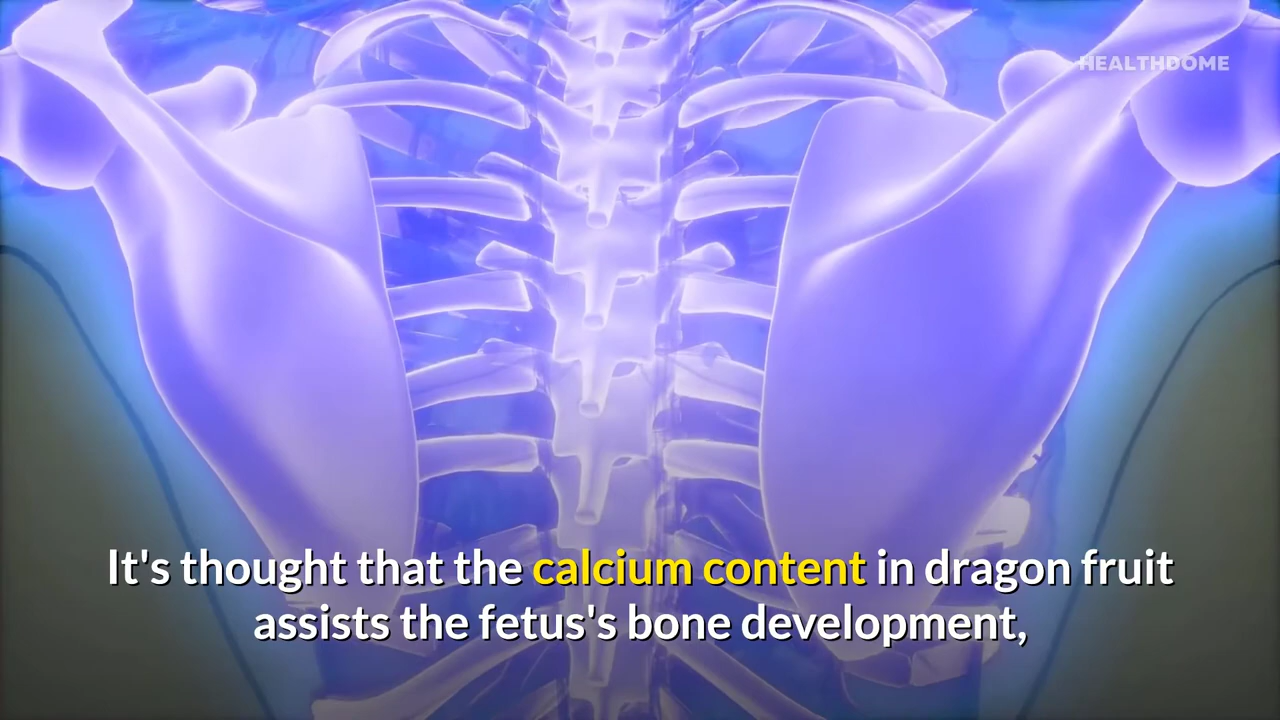 HEALTHDOME
It's thought that the calcium content in dragon fruit
assists the fetus's bone development,